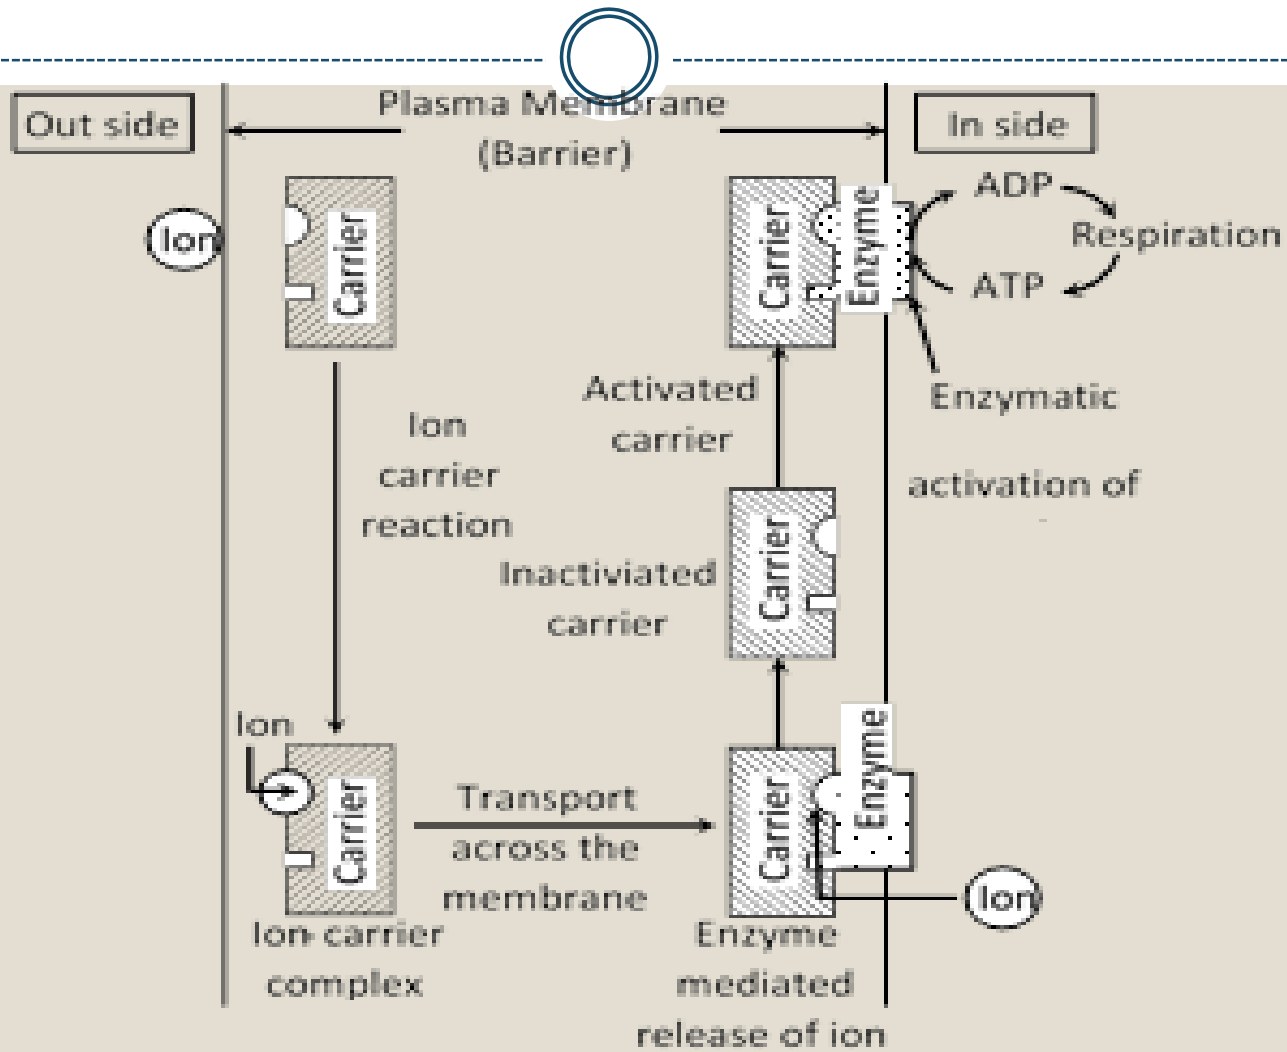 Plasma Membrane
(Barrier)
Out side
In side
Ion
Carrier
Carrier
Enzyme
ADP
Respiration
ATP
Enzymatic
activation of
Activated
carrier
Ion
carrier
reaction
Carrier
Inactiviated
carrier
Ion
Carrier
Transport
across the
membrane
Carrier
Enzyme
Ion
Ion- carrier
complex
Enzyme
mediated
release of ion